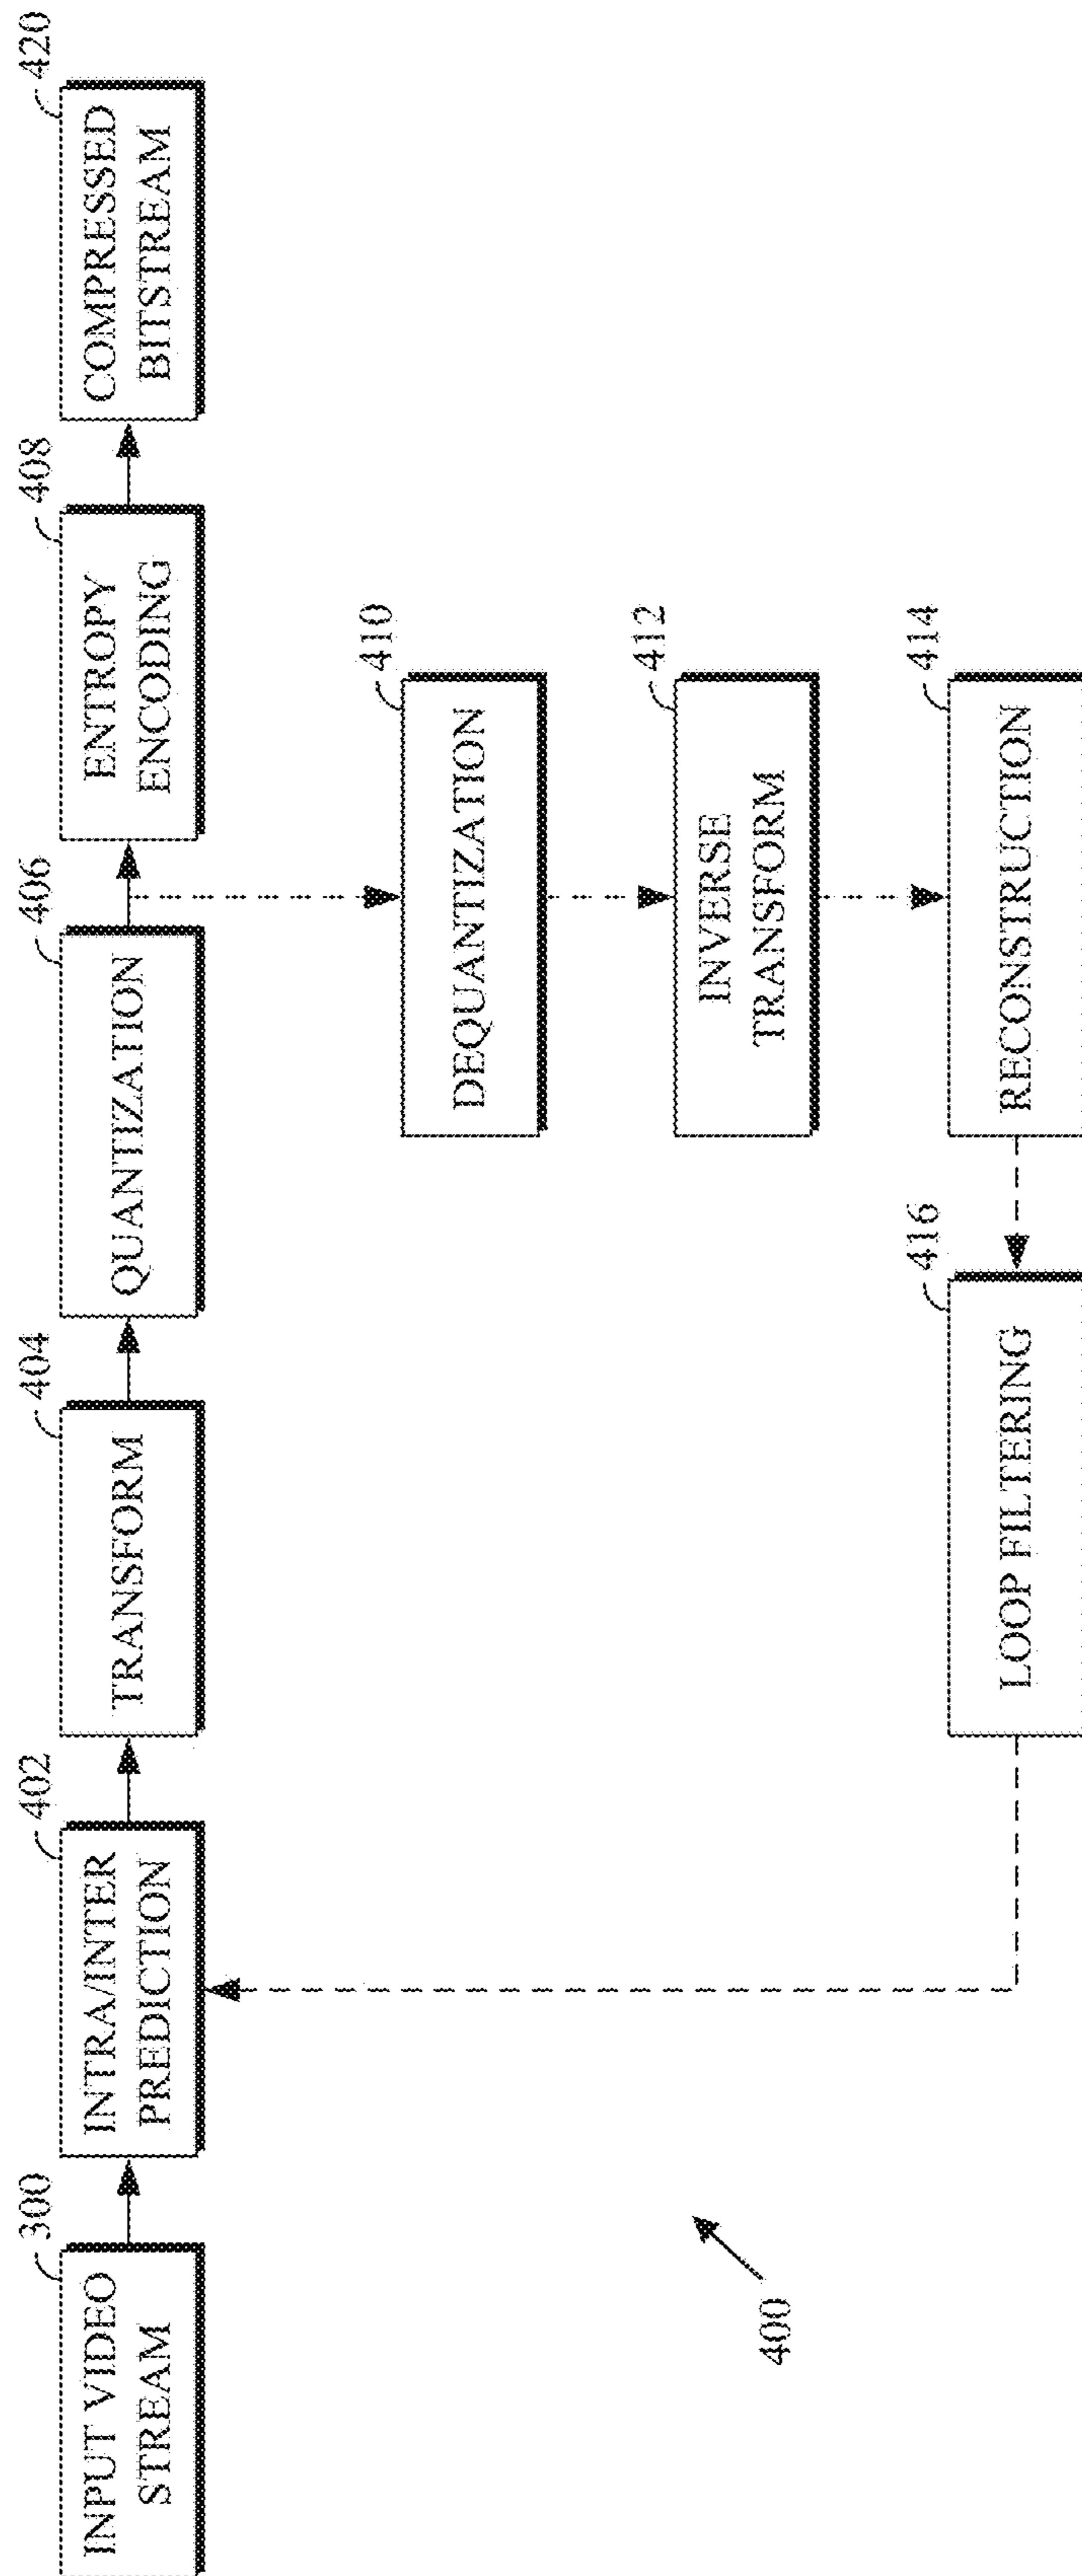 300
INPUT VIDEO
STREAM
402
INTRA/INTER
PREDICTION
404
TRANSFORM
406
QUANTIZATION
408
ENTROPY
ENCODING
420
COMPRESSED
BITSTREAM
410
DEQUANTIZATION
412
INVERSE
TRANSFORM
414
RECONSTRUCTION
416
LOOP FILTERING
400